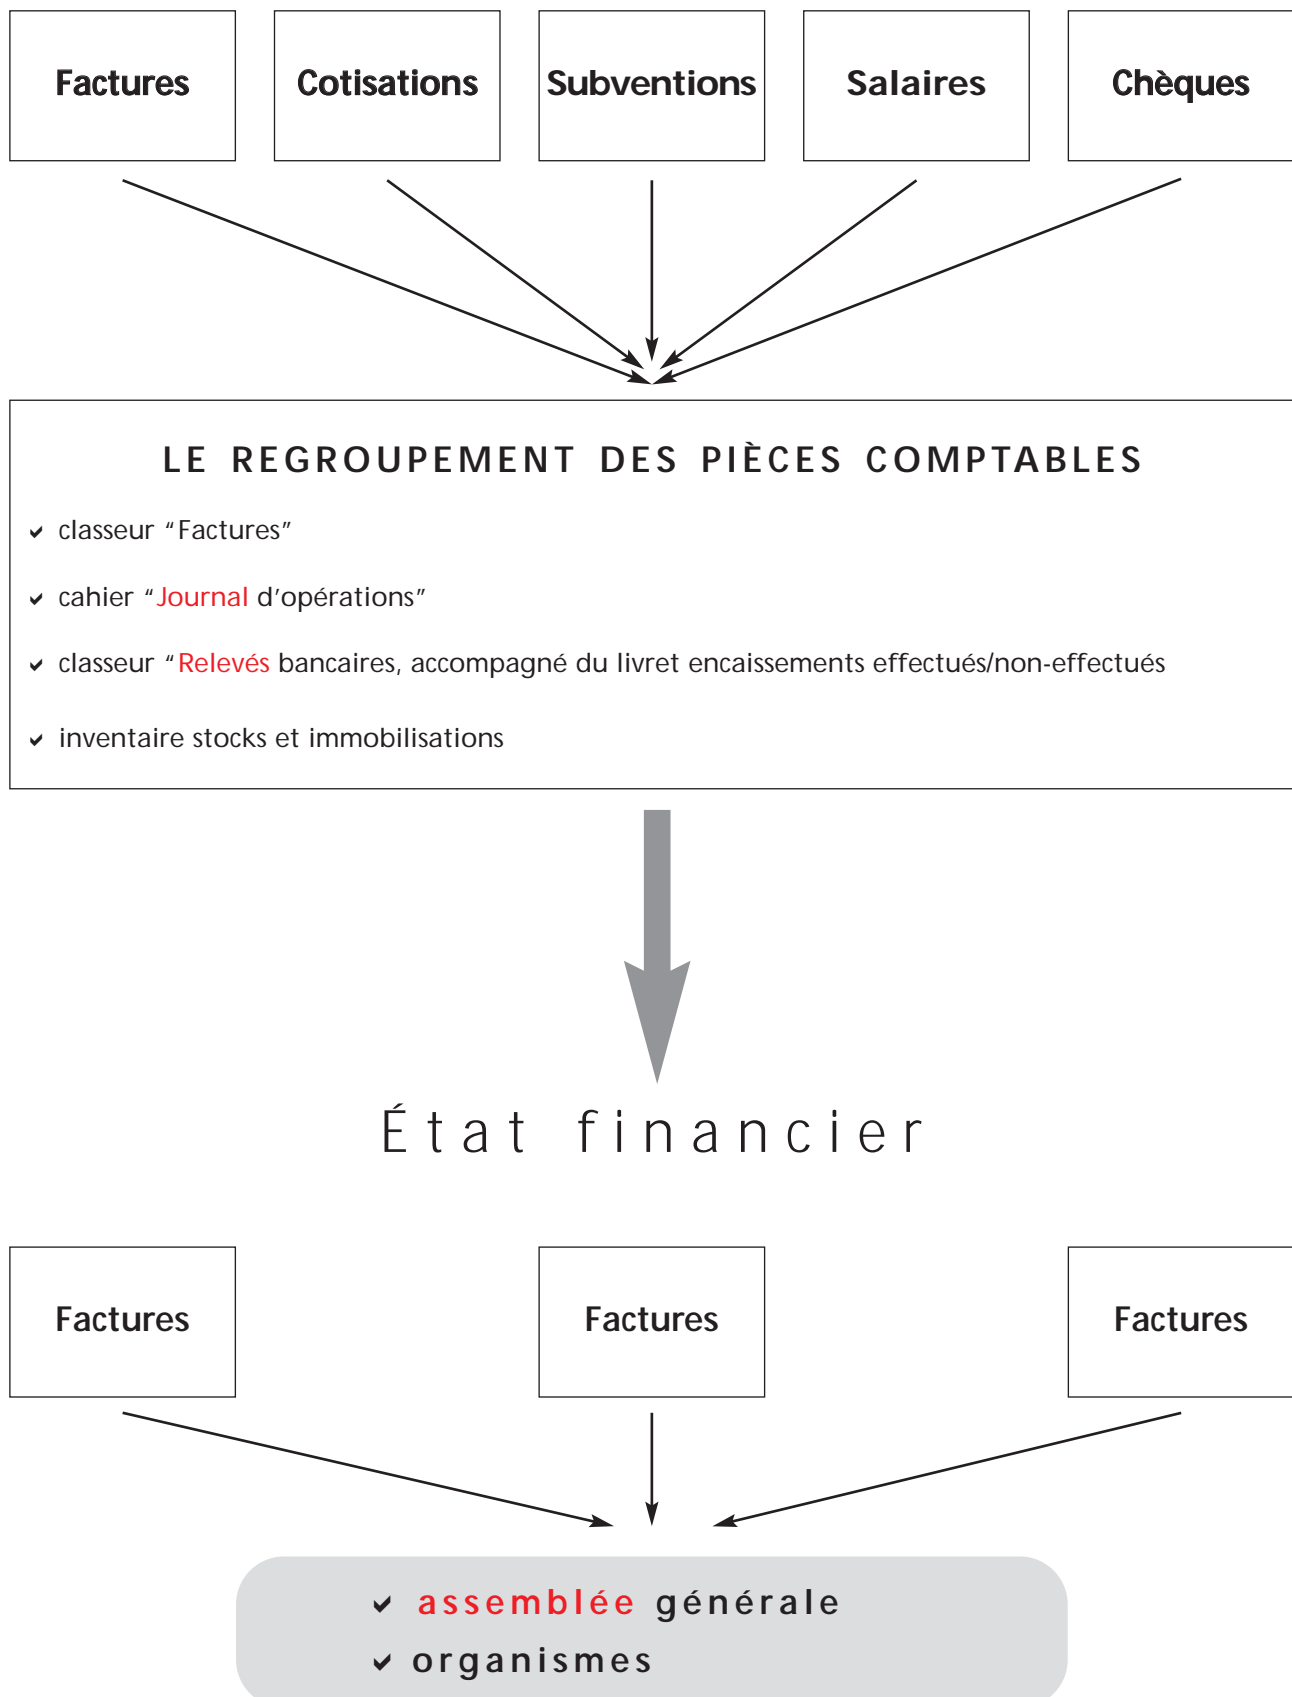 Factures
Cotisations
Subventions
Salaires
Chèques
LE REGROUPEMENT DES PIÈCES COMPTABLES
classeur “Factures”
cahier “Journal d’opérations”
classeur “Relevés bancaires, accompagné du livret encaissements effectués/non-effectués
inventaire stocks et immobilisations
État financier
Factures
Factures
Factures
assemblée générale
organismes